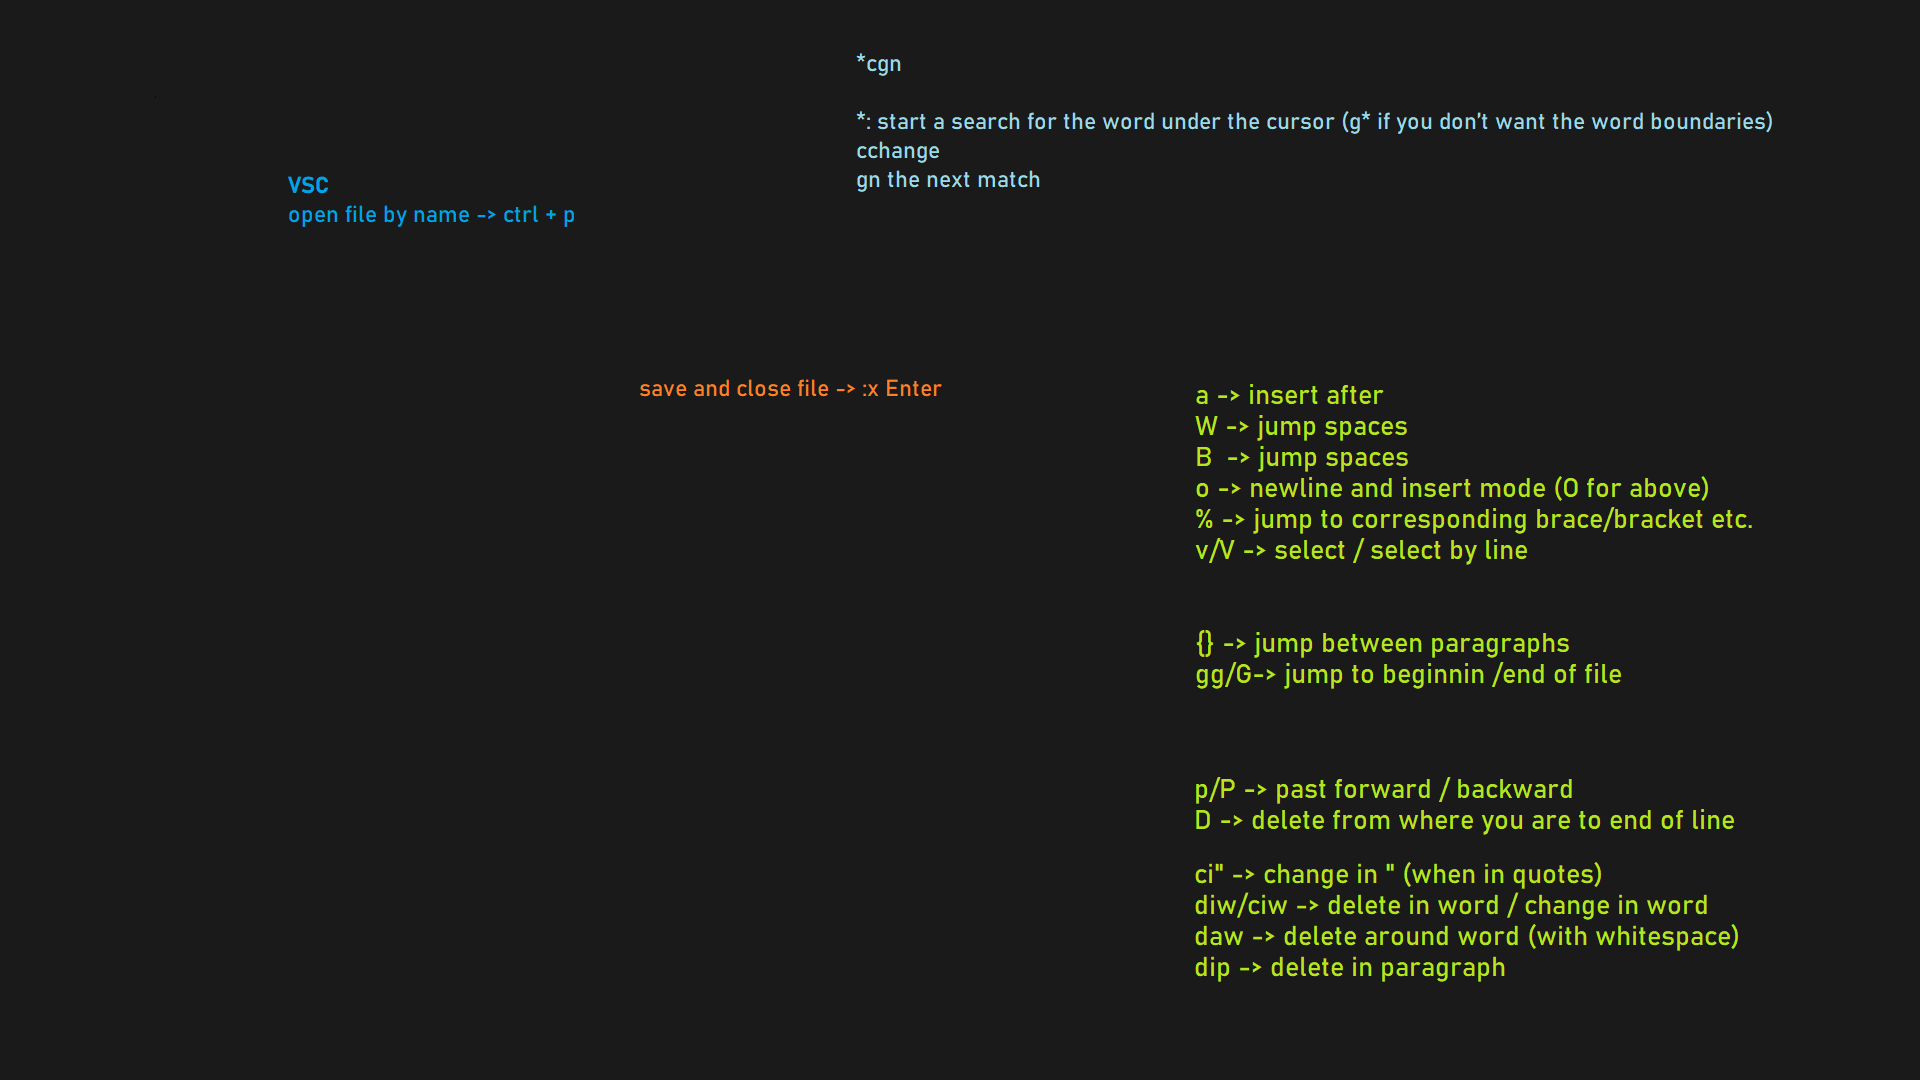 *cgn
*: start a search for the word under the cursor (g* if you don't want the word boundaries)
cchange
gn the next match
VSC
open file by name -> ctrl + p
save and close file -> :x Enter
a -> insert after
W -> jump spaces
B  -> jump spaces
o -> newline and insert mode (O for above)
% -> jump to corresponding brace/bracket etc.
v/V -> select / select by line
{} -> jump between paragraphs
gg/G-> jump to beginnin /end of file
p/P -> past forward / backward
D -> delete from where you are to end of line
ci" -> change in " (when in quotes)
diw/ciw -> delete in word / change in word
daw -> delete around word (with whitespace)
dip -> delete in paragraph